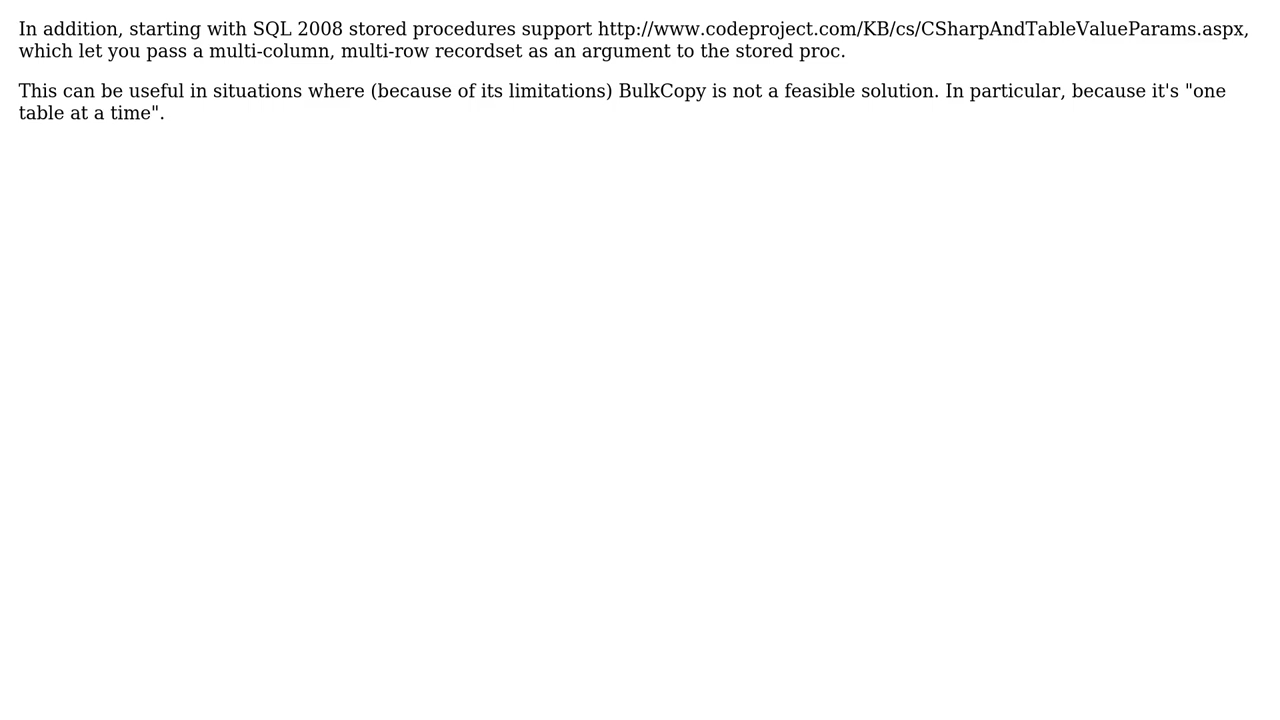 In addition, starting with SQL 2008 stored procedures support http://www.codeproject.com/KB/cs/CSharpAndTableValueParams.aspx,
which let you pass a multi-column, multi-row recordset as an argument to the stored proc.
This can be useful in situations where (because of its limitations) BulkCopy is not a feasible solution. In particular, because it's "one
table at a time".